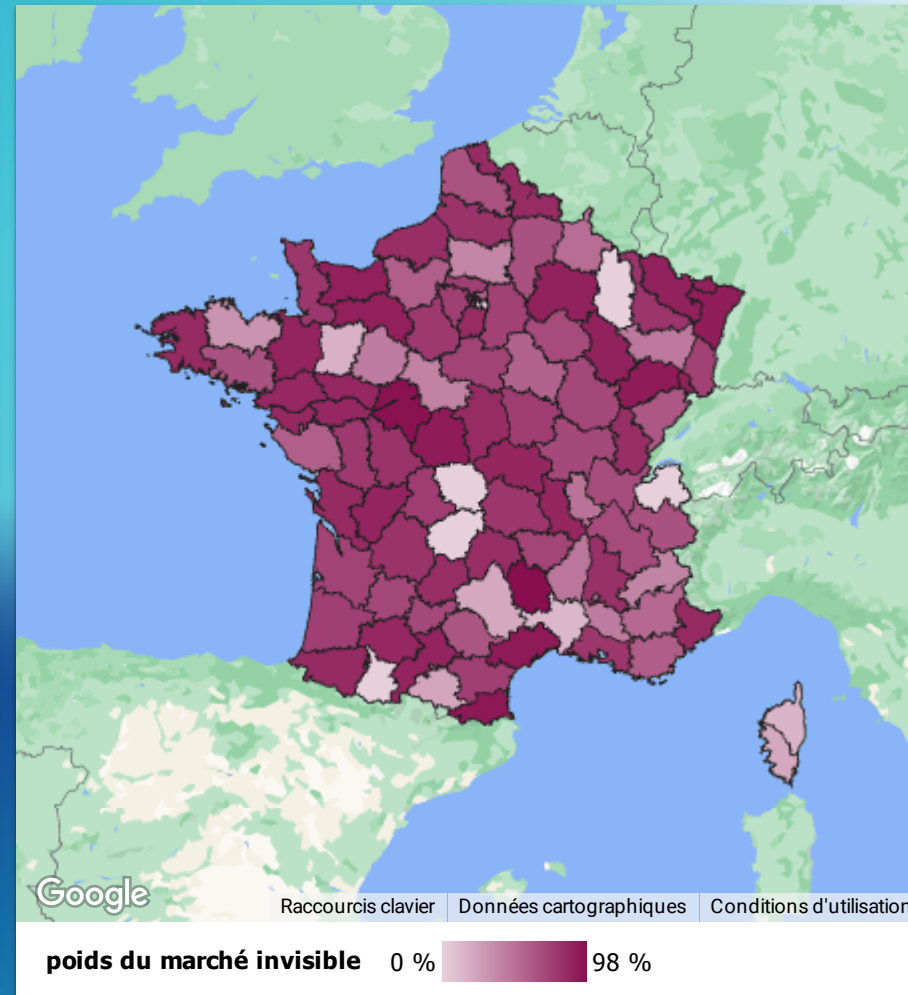 Google
Raccourcis clavier Données cartographiques Conditions d'utilisation
poids du marché invisible 0 % 98 %